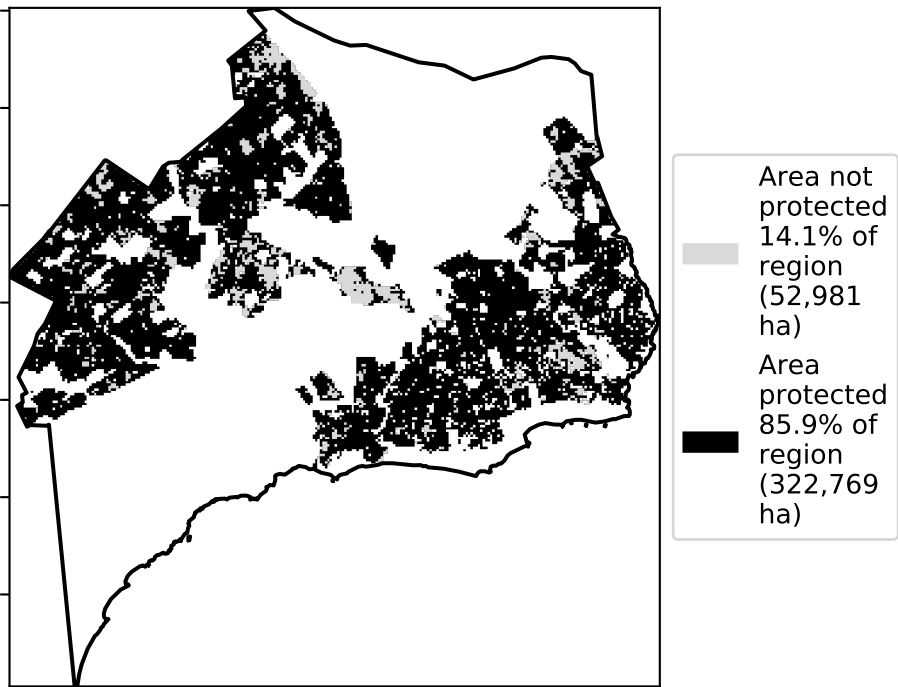 Area not
protected
14.1% of
region
(52,981
ha)
Area
protected
85.9% of
region
(322,769
ha)